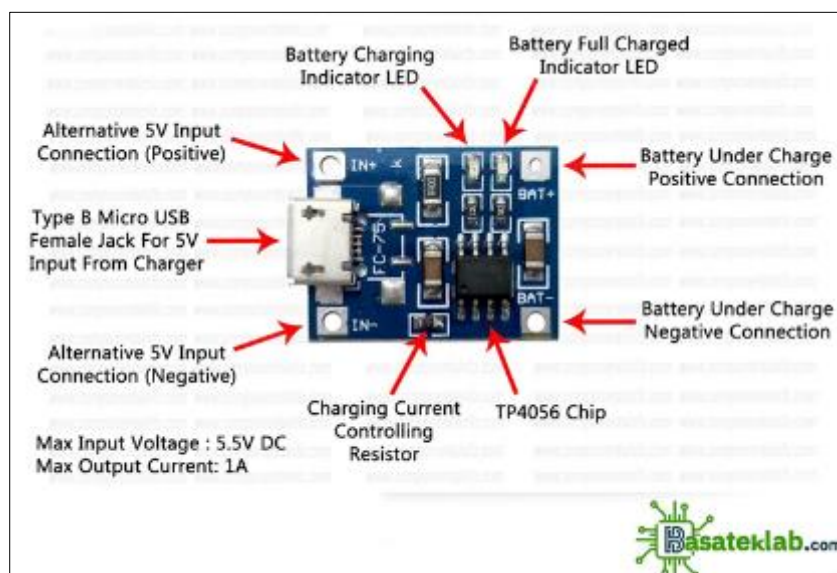 Battery Charging
Indicator LED
Battery Full Charged
Indicator LED
Alternative 5V Input
Connection (Positive)
IN+
BAT+
Battery Under Charge
Positive Connection
Type B Micro USB
Female Jack For 5V
Input From Charger
FC-75
BAT-
IN-
Battery Under Charge
Negative Connection
Alternative 5V Input
Connection (Negative)
Charging Current
Controlling
Resistor
TP4056 Chip
Max Input Voltage : 5.5V DC
Max Output Current: 1A
Basateklab.com